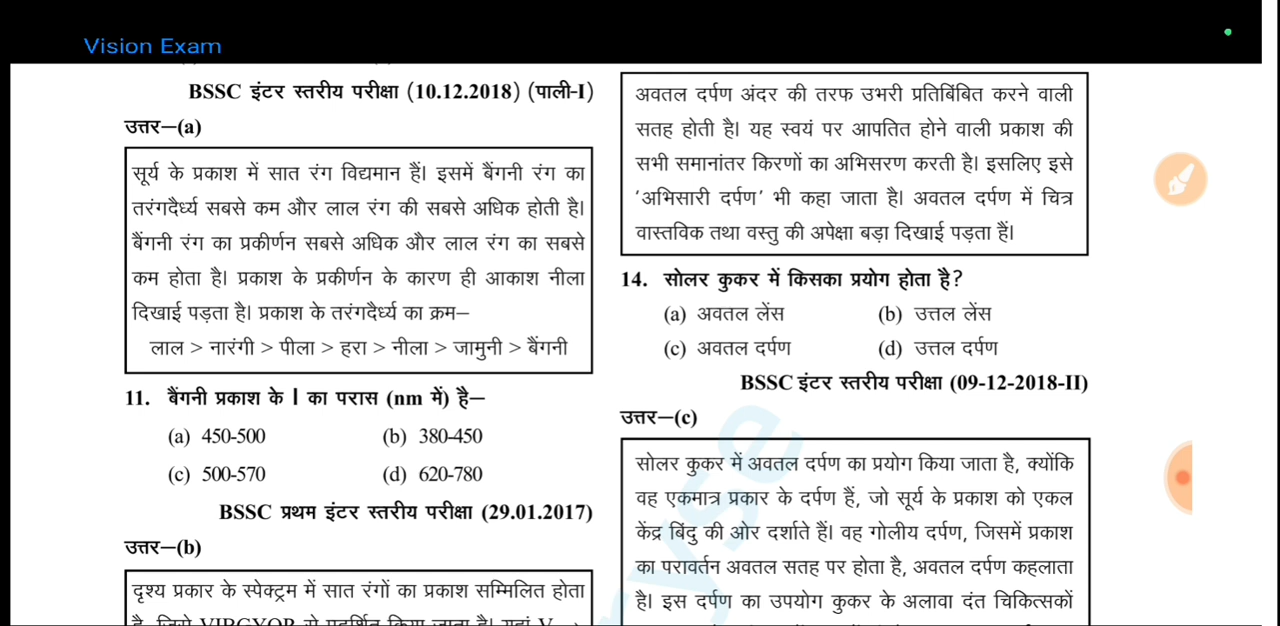 Vision Exam
BSSC इंटर स्तरीय परीक्षा (10.12.2018) (पाली-I)
उत्तर–(a)
सूर्य के प्रकाश में सात रंग विद्यमान हैं। इसमें बैंगनी रंग का
तरंगदैर्ध्य सबसे कम और लाल रंग की सबसे अधिक होती है।
बैंगनी रंग का प्रकीर्णन सबसे अधिक और लाल रंग का सबसे
कम होता है। प्रकाश के प्रकीर्णन के कारण ही आकाश नीला
दिखाई पड़ता है। प्रकाश के तरंगदैर्ध्य का क्रम–
लाल > नारंगी > पीला > हरा > नीला > जामुनी > बैंगनी
11. बैंगनी प्रकाश के l का परास (nm में) है–
(a) 450-500 (b) 380-450
(c) 500-570 (d) 620-780
BSSC प्रथम इंटर स्तरीय परीक्षा (29.01.2017)
उत्तर–(b)
दृश्य प्रकार के स्पेक्ट्रम में सात रंगों का प्रकाश सम्मिलित होता
है, जिसे VIBGYOR से प्रदर्शित किया जाता है। यहां V
अवतल दर्पण अंदर की तरफ उभरी प्रतिबिंबित करने वाली
सतह होती है। यह स्वयं पर आपतित होने वाली प्रकाश की
सभी समानांतर किरणों का अभिसरण करती है। इसलिए इसे
'अभिसारी दर्पण' भी कहा जाता है। अवतल दर्पण में चित्र
वास्तविक तथा वस्तु की अपेक्षा बड़ा दिखाई पड़ता हैं।
14. सोलर कुकर में किसका प्रयोग होता है?
(a) अवतल लेंस (b) उत्तल लेंस
(c) अवतल दर्पण (d) उत्तल दर्पण
BSSC इंटर स्तरीय परीक्षा (09-12-2018-II)
उत्तर–(c)
सोलर कुकर में अवतल दर्पण का प्रयोग किया जाता है, क्योंकि
वह एकमात्र प्रकार के दर्पण हैं, जो सूर्य के प्रकाश को एकल
केंद्र बिंदु की ओर दर्शाते हैं। वह गोलीय दर्पण, जिसमें प्रकाश
का परावर्तन अवतल सतह पर होता है, अवतल दर्पण कहलाता
है। इस दर्पण का उपयोग कुकर के अलावा दंत चिकित्सकों